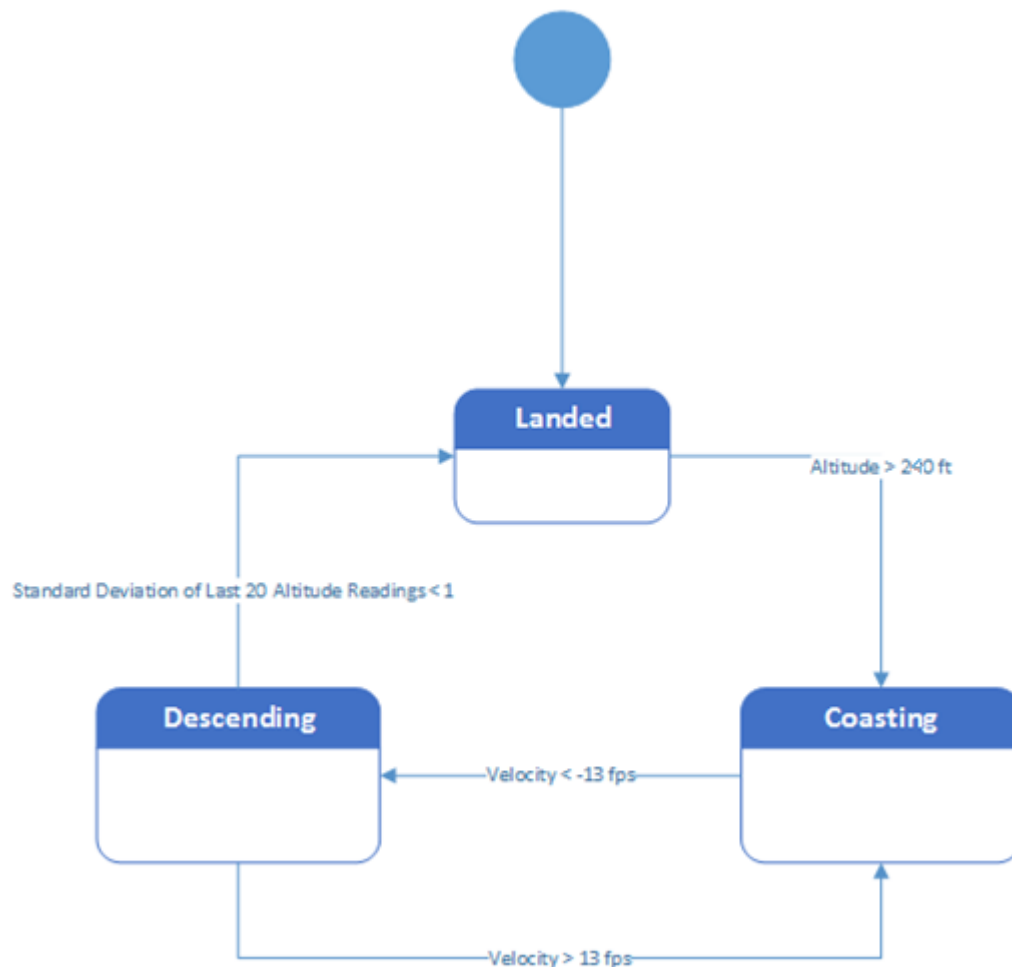 Landed
Altitude > 240 ft
Standard Deviation of Last 20 Altitude Readings < 1
Descending
Coasting
Velocity < -13 fps
Velocity > 13 fps